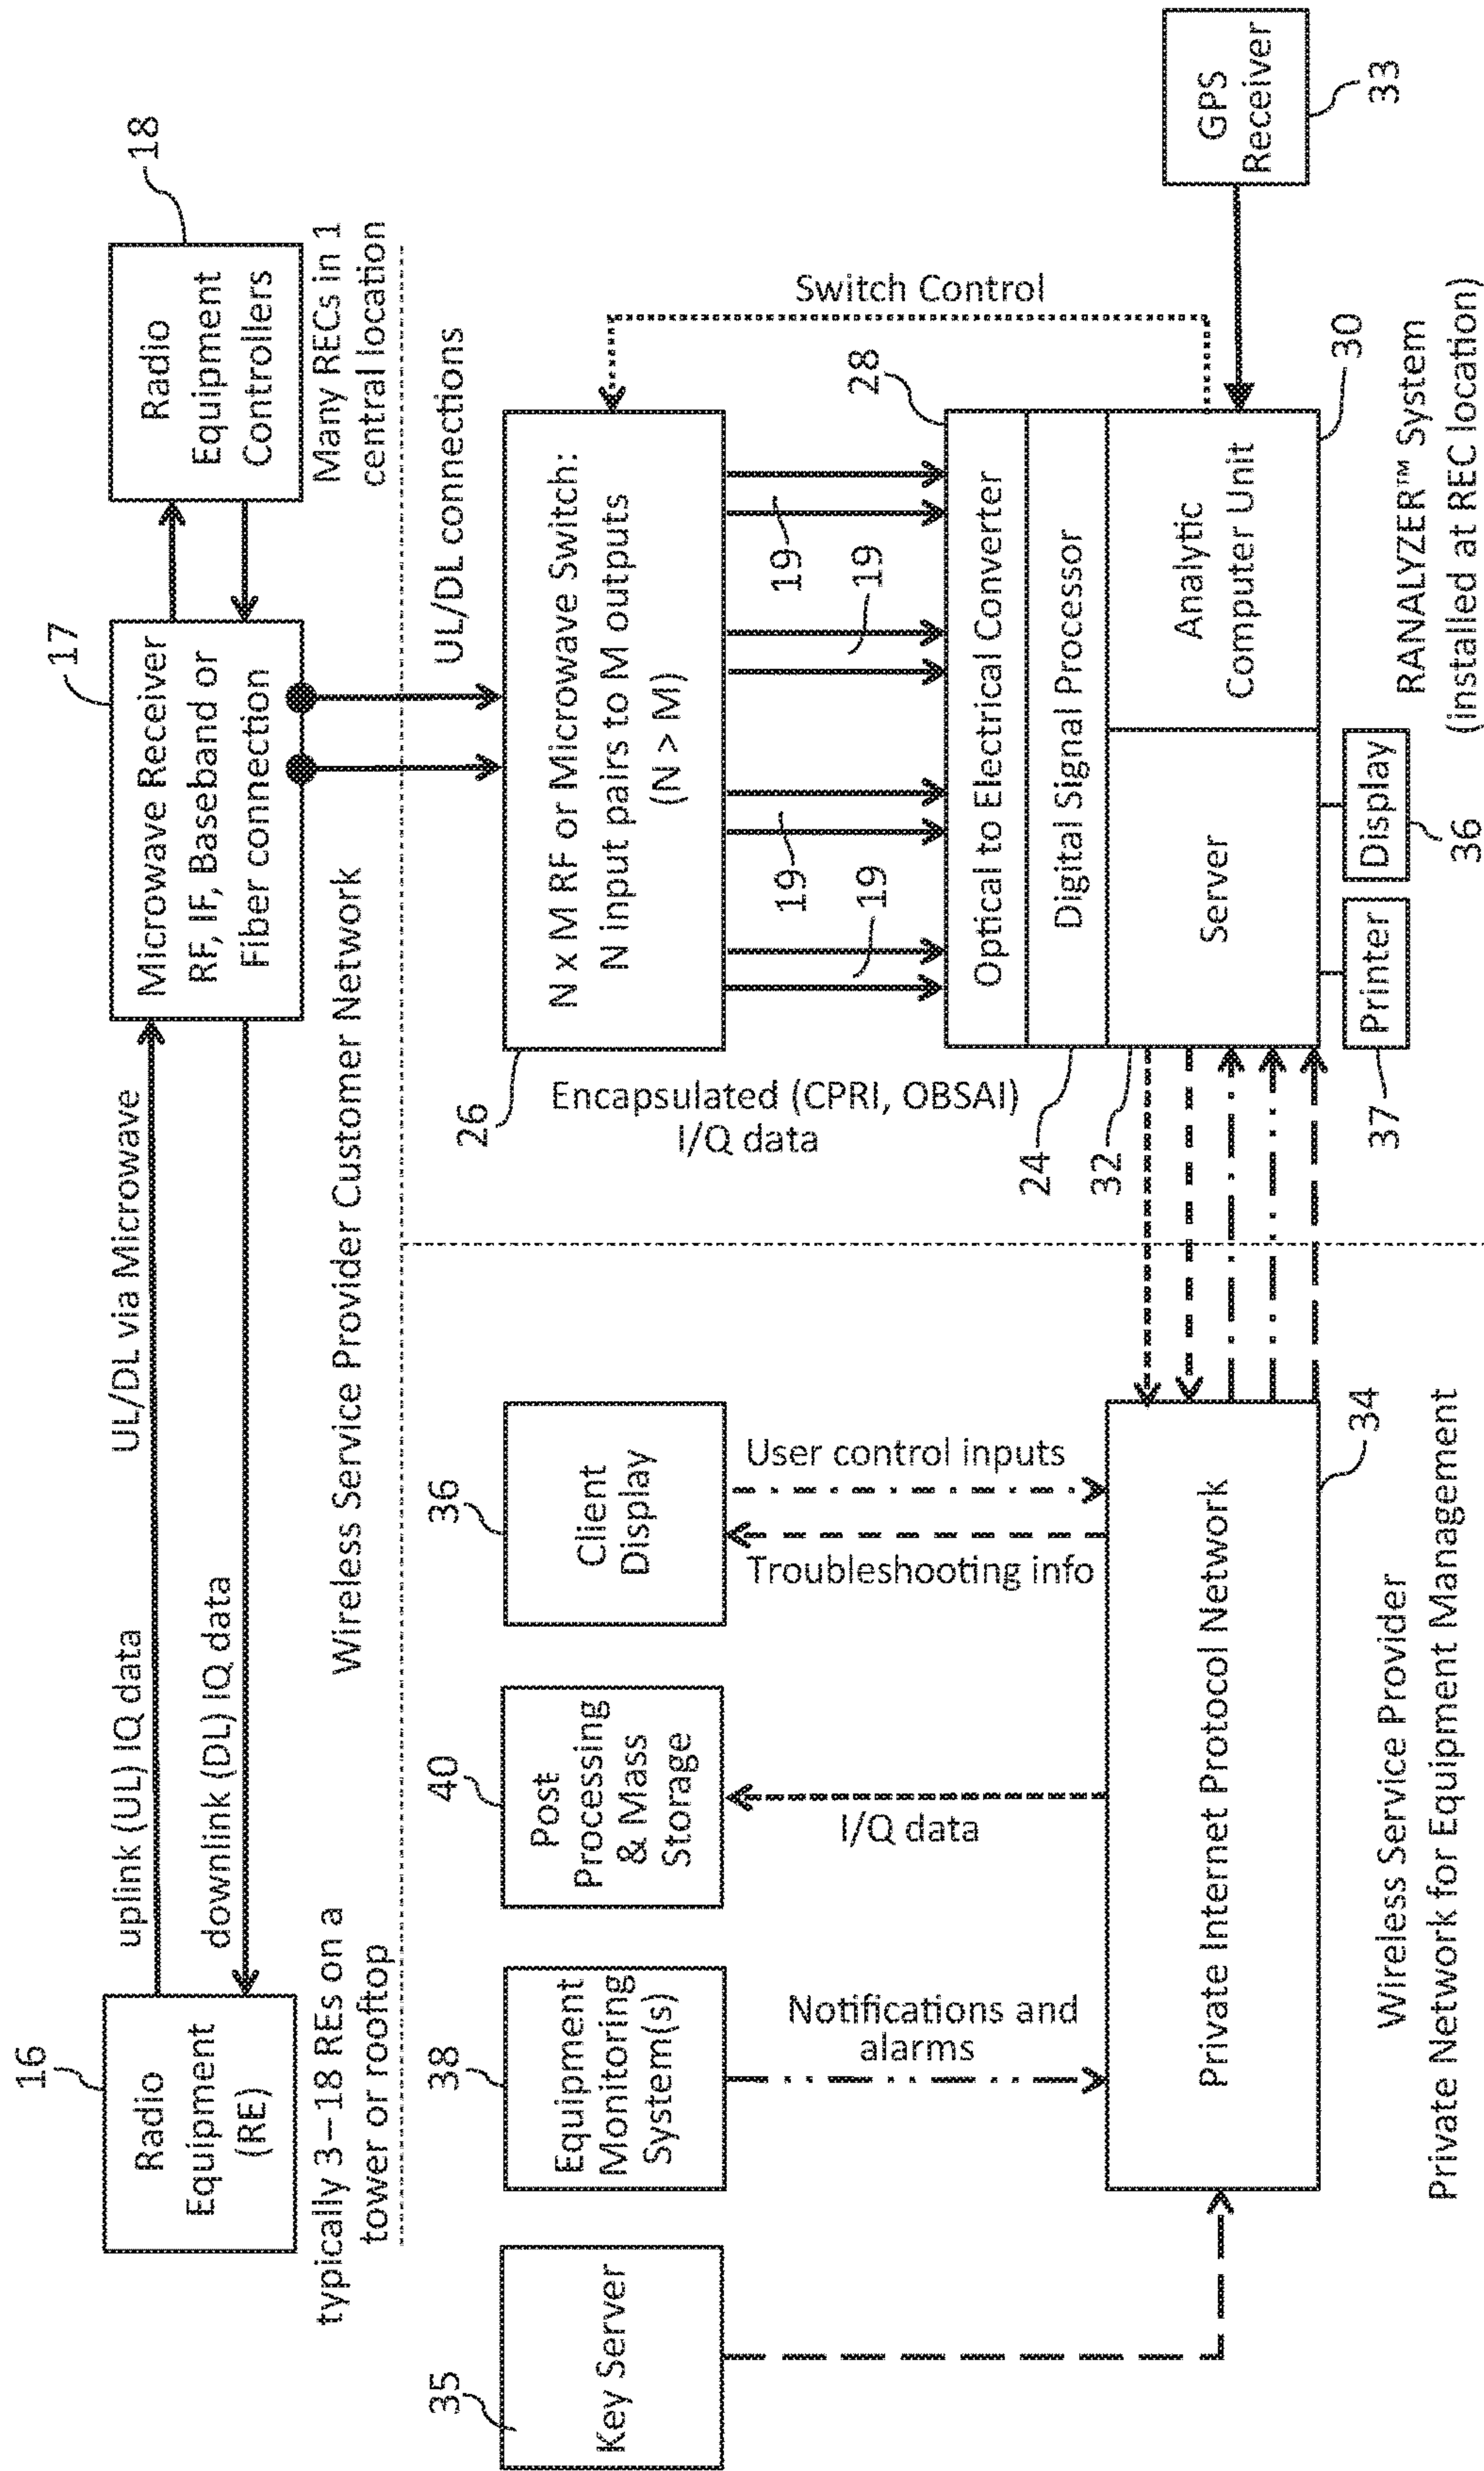 16
Radio
Equipment
(RE)
typically 3–18 REs on a
tower or rooftop
uplink (UL) IQ data
downlink (DL) IQ data
UL/DL via Microwave
17
Microwave Receiver
RF, IF, Baseband or
Fiber connection
18
Radio
Equipment
Controllers
Many RECs in 1
central location
Wireless Service Provider Customer Network
UL/DL connections
35
Key Server
38
Equipment
Monitoring
System(s)
Notifications and
alarms
40
Post
Processing
& Mass
Storage
I/Q data
36
Client
Display
User control inputs
Troubleshooting info
Private Internet Protocol Network
34
Wireless Service Provider
Private Network for Equipment Management
26
N x M RF or Microwave Switch:
N input pairs to M outputs
(N > M)
Switch Control
Encapsulated (CPRI, OBSAI)
I/Q data
19
19
19
19
28
Optical to Electrical Converter
24
Digital Signal Processor
32
Server
Analytic
Computer Unit
30
GPS
Receiver
33
37
Printer
Display
36
RANALYZER™ System
(installed at REC location)